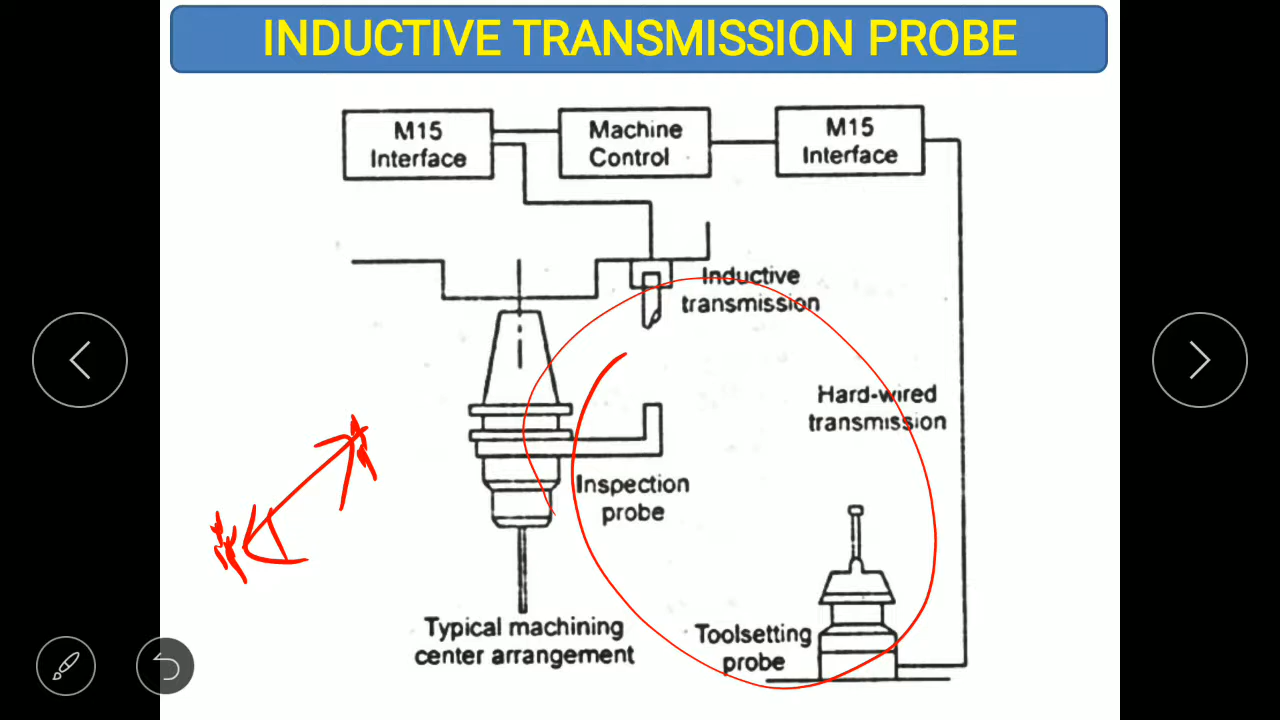 INDUCTIVE TRANSMISSION PROBE
M15
Interface
Machine
Control
M15
Interface
Inductive
transmission
Hard-wired
transmission
Inspection
probe
Typical machining
center arrangement
Toolsetting
probe